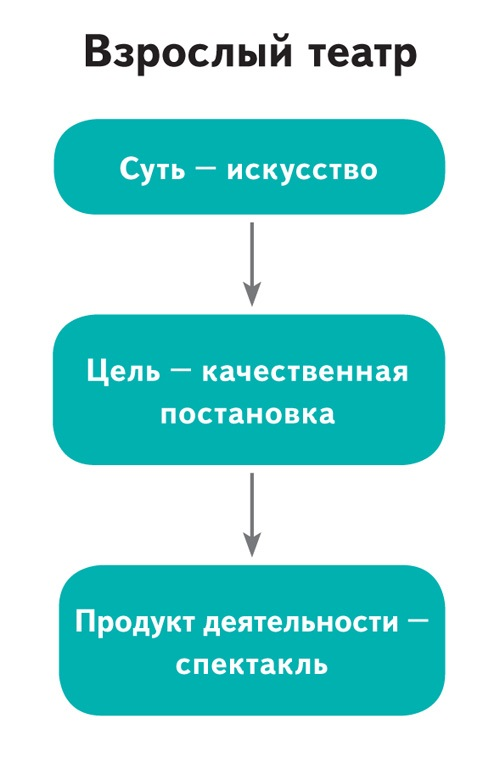 Взрослый театр
Суть — искусство
Цель — качественная
постановка
Продукт деятельности —
спектакль